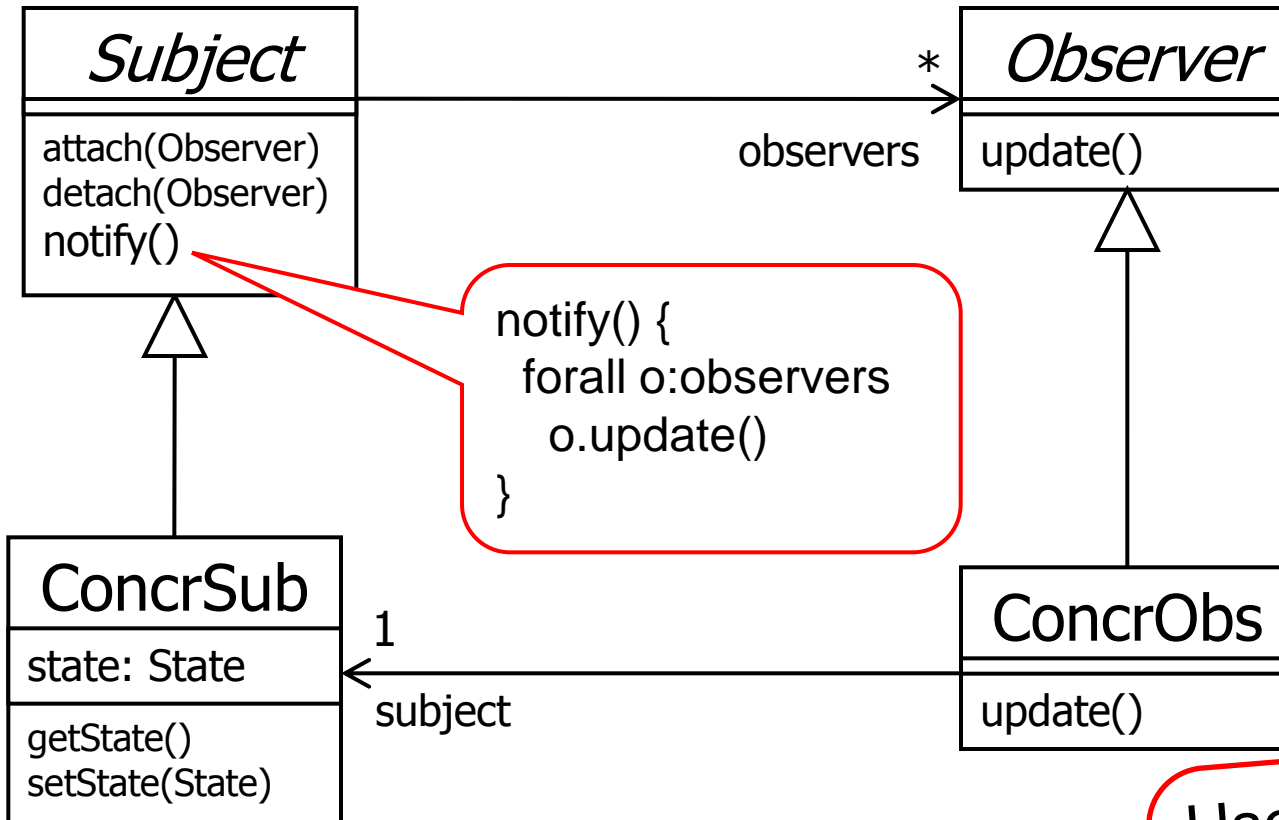 Subject
attach(Observer)
detach(Observer)
notify()
*
observers
Observer
update()
notify() {
forall o:observers
o.update()
}
ConcrSub
state: State
getState()
setState(State)
1
subject
ConcrObs
update()